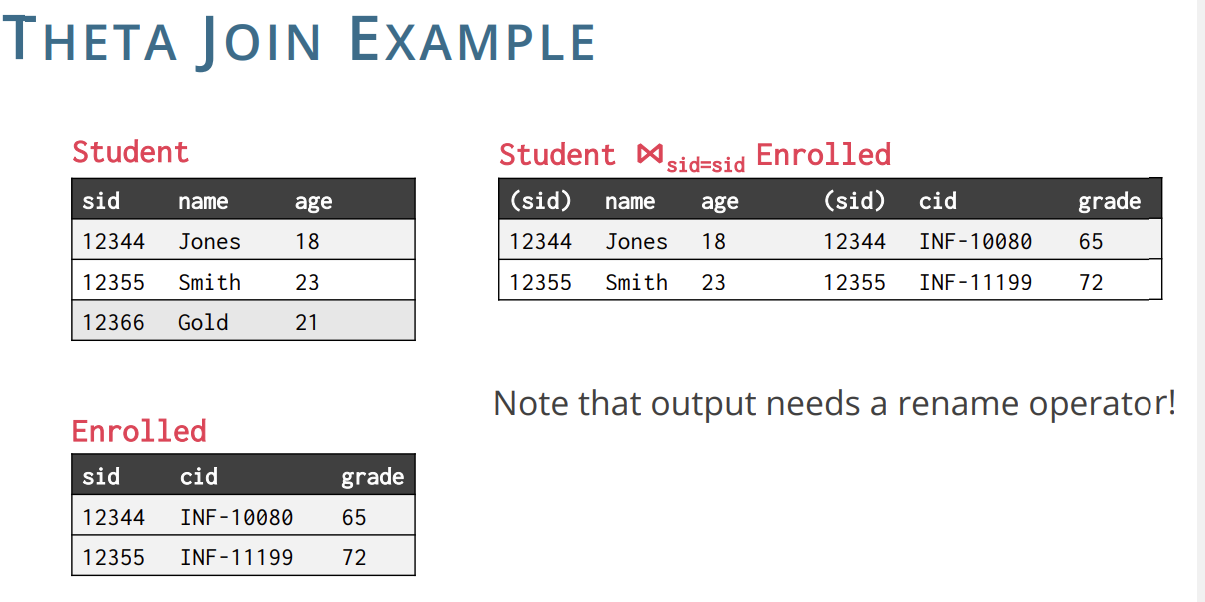 THETA JOIN EXAMPLE
Student
sid name age
12344 Jones 18
12355 Smith 23
12366 Gold 21
Enrolled
sid cid grade
12344 INF-10080 65
12355 INF-11199 72
Student ⋈sid=sid Enrolled
(sid) name age (sid) cid grade
12344 Jones 18 12344 INF-10080 65
12355 Smith 23 12355 INF-11199 72
Note that output needs a rename operator!